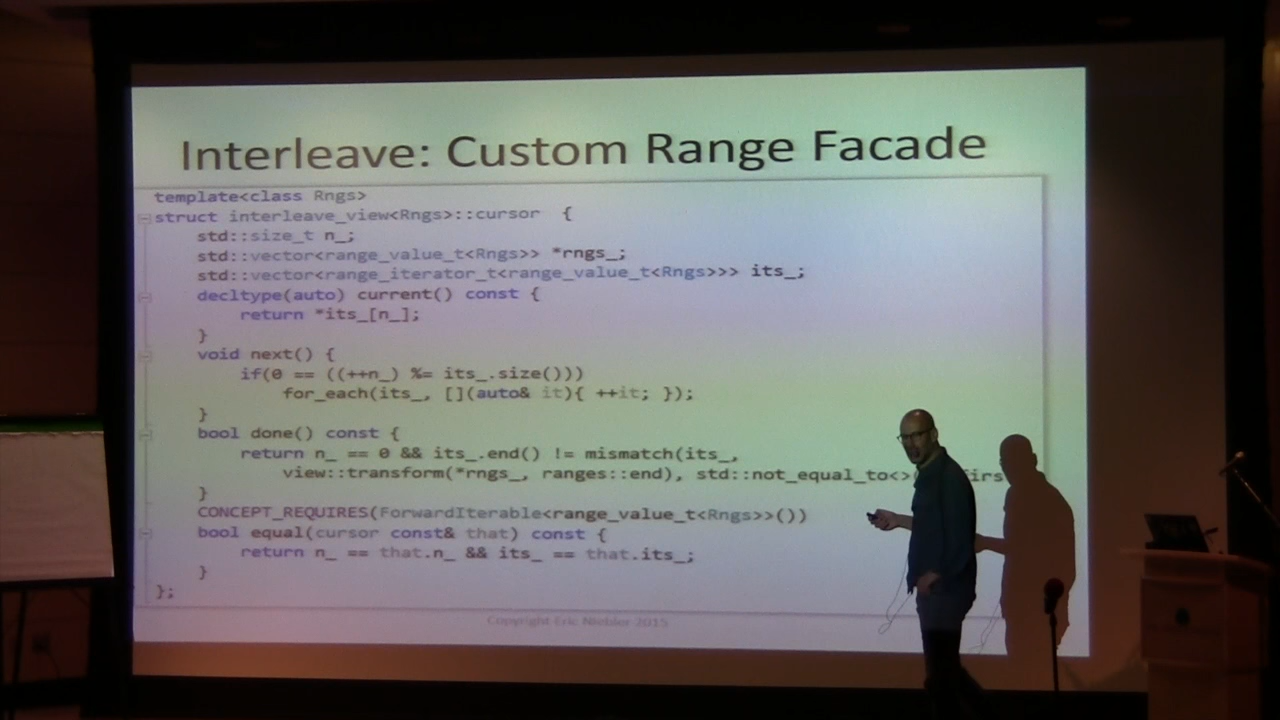 Interleave: Custom Range Facade
template<class Rngs>
struct interleave_view<Rngs>::cursor {
std::size_t n_;
std::vector<range_value_t<Rngs>> *rngs_;
std::vector<range_iterator_t<range_value_t<Rngs>>> its_;
decltype(auto) current() const {
return *its_[n_];
}
void next() {
if(0 == ((++n_) %= its_.size()))
for_each(its_, [](auto& it){ ++it; });
}
bool done() const {
return n_ == 0 && its_.end() != mismatch(its_,
view::transform(*rngs_, ranges::end), std::not_equal_to<>
}
CONCEPT_REQUIRES(ForwardIterable<range_value_t<Rngs>>())
bool equal(cursor const& that) const {
return n_ == that.n_ && its_ == that.its_;
}
};
Copyright Eric Niebler 2015